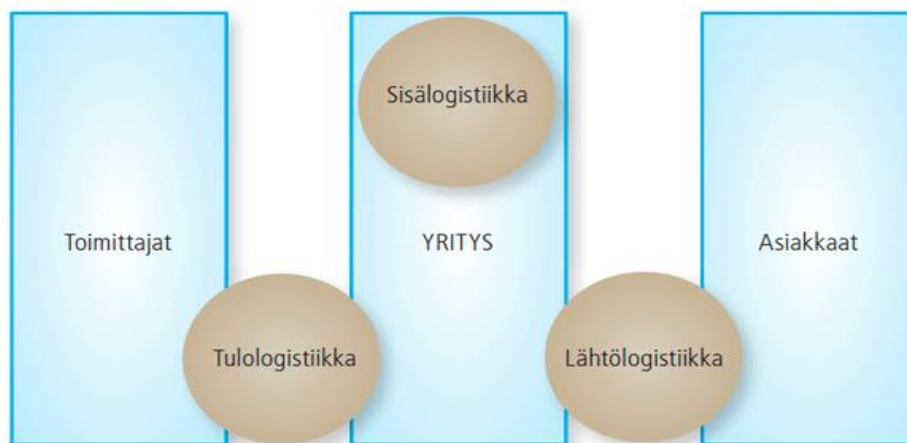 Sisälogistiikka
Toimittajat
YRITYS
Asiakkaat
Tulologistiikka
Lähtölogistiikka